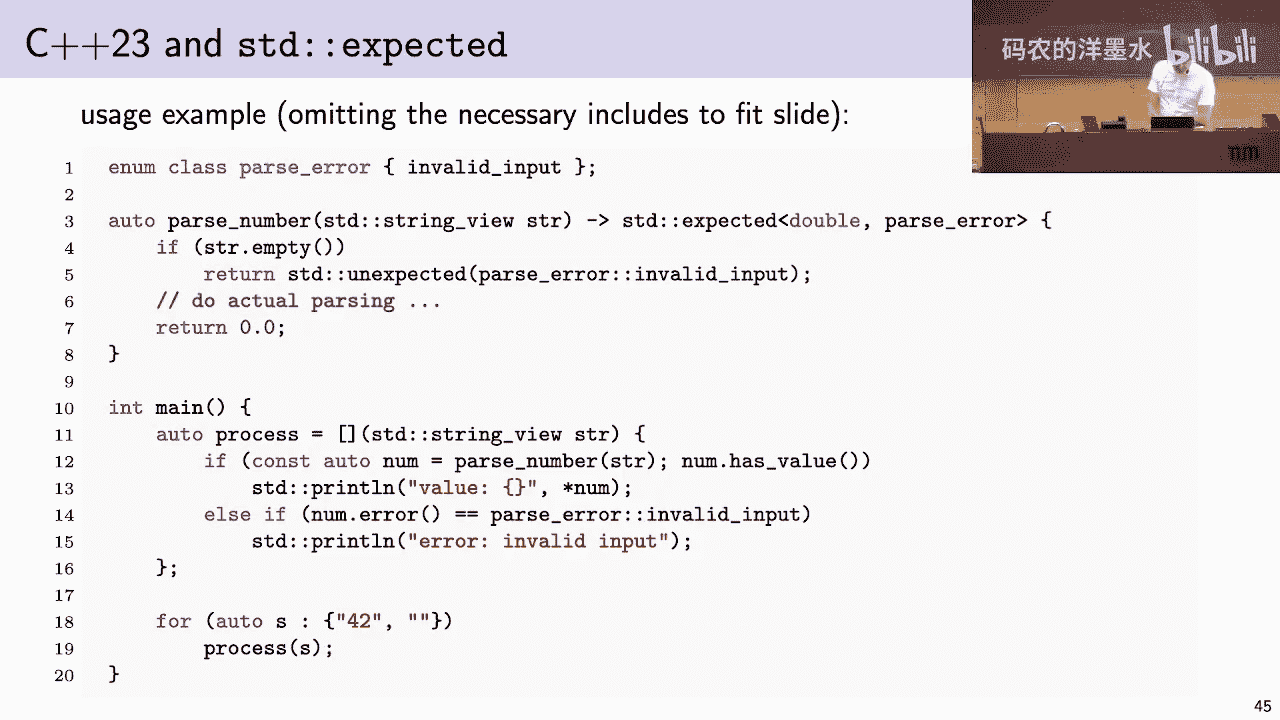 C++23 and std::expected
码农的洋墨水 bilibili
nm
usage example (omitting the necessary includes to fit slide):
1 enum class parse_error { invalid_input };
2
3 auto parse_number(std::string_view str) -> std::expected<double, parse_error> {
4     if (str.empty())
5         return std::unexpected(parse_error::invalid_input);
6     // do actual parsing ...
7     return 0.0;
8 }
9
10 int main() {
11     auto process = [](std::string_view str) {
12         if (const auto num = parse_number(str); num.has_value())
13             std::println("value: {}", *num);
14         else if (num.error() == parse_error::invalid_input)
15             std::println("error: invalid input");
16     };
17
18     for (auto s : {"42", ""})
19         process(s);
20 }
45